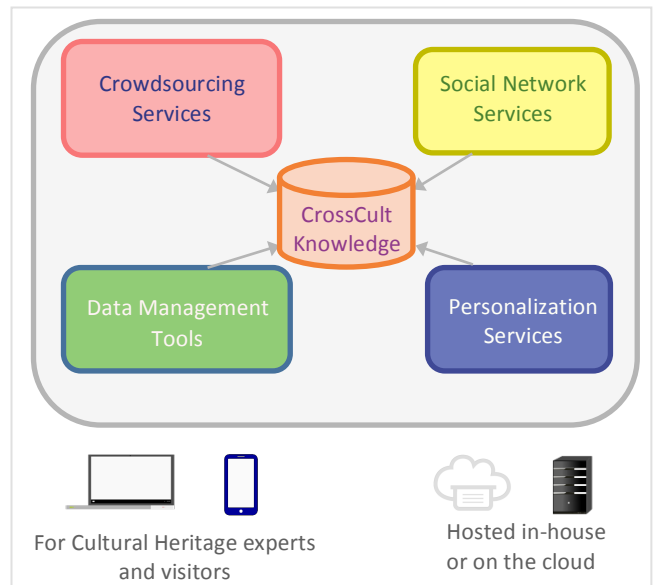 Crowdsourcing
Services
Social Network
Services
CrossCult
Knowledge
Data Management
Tools
Personalization
Services
For Cultural Heritage experts
and visitors
Hosted in-house
or on the cloud